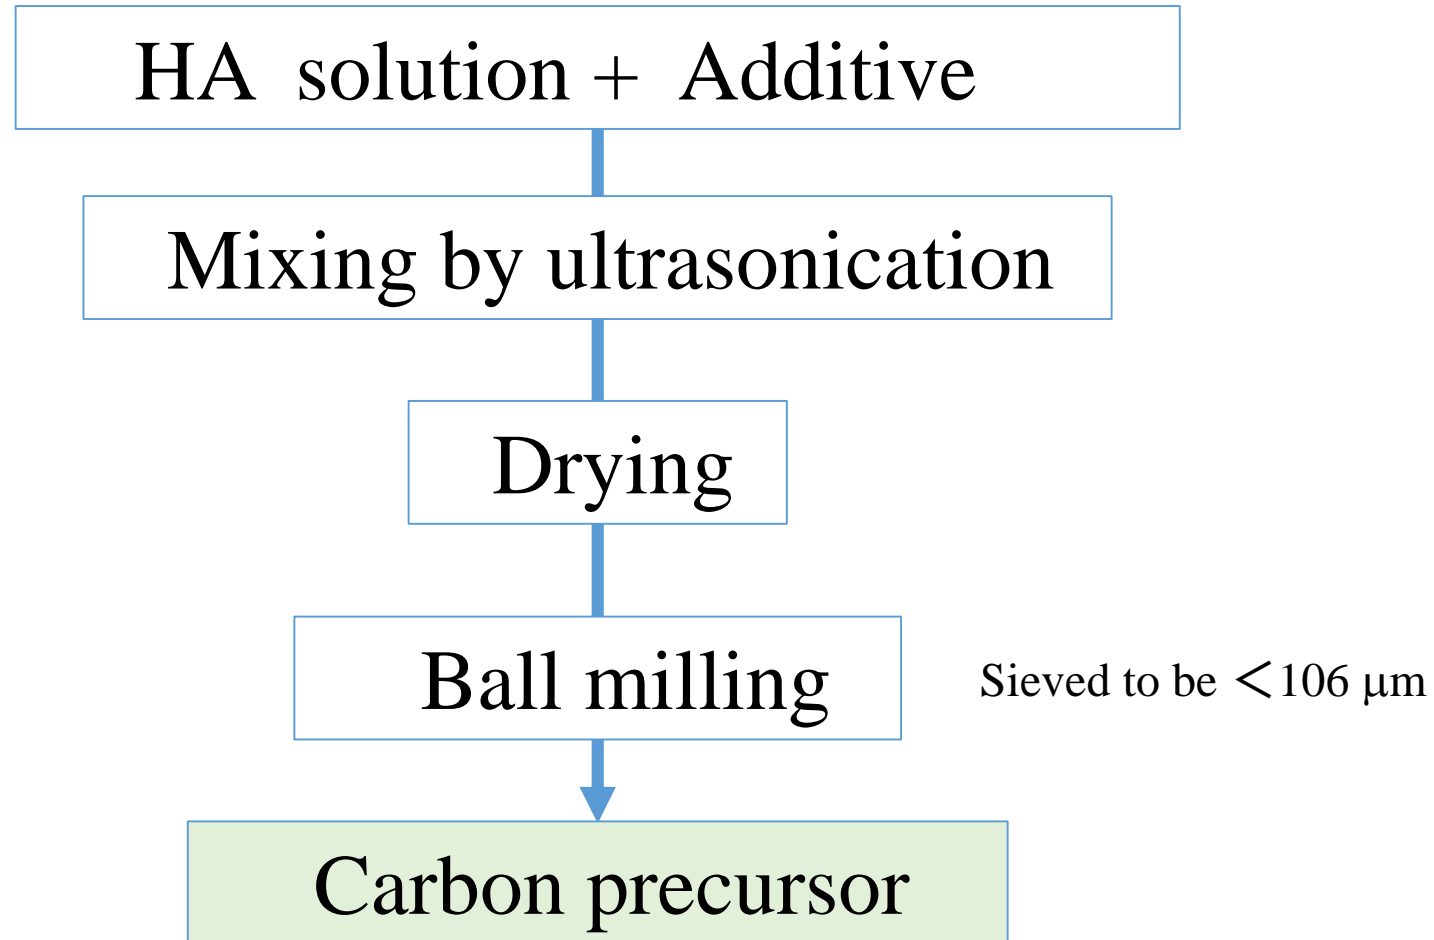 HA solution + Additive
Mixing by ultrasonication
Drying
Ball milling
Sieved to be ＜106 μm
Carbon precursor